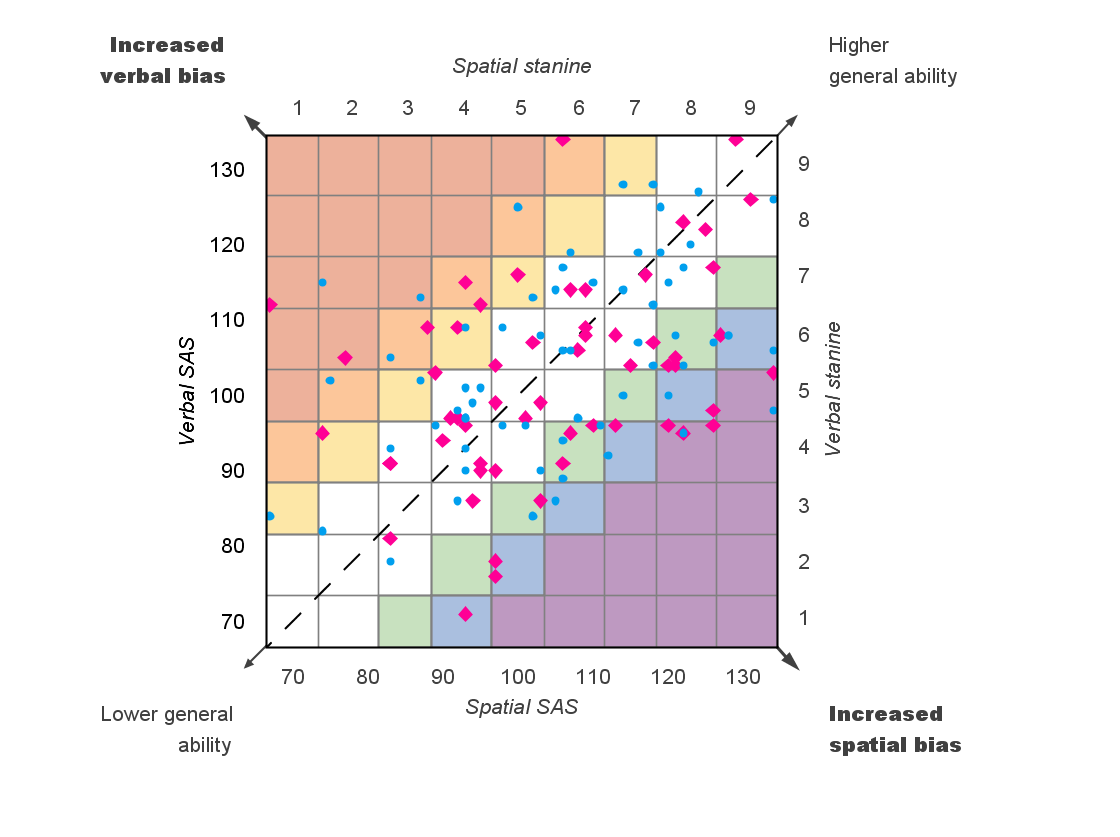 Increased
verbal bias
Spatial stanine
Higher
general ability
1 2 3 4 5 6 7 8 9
130
120
110
100
90
80
70
Verbal SAS
9
8
7
6
5
4
3
2
1
Verbal stanine
70 80 90 100 110 120 130
Spatial SAS
Lower general
ability
Increased
spatial bias